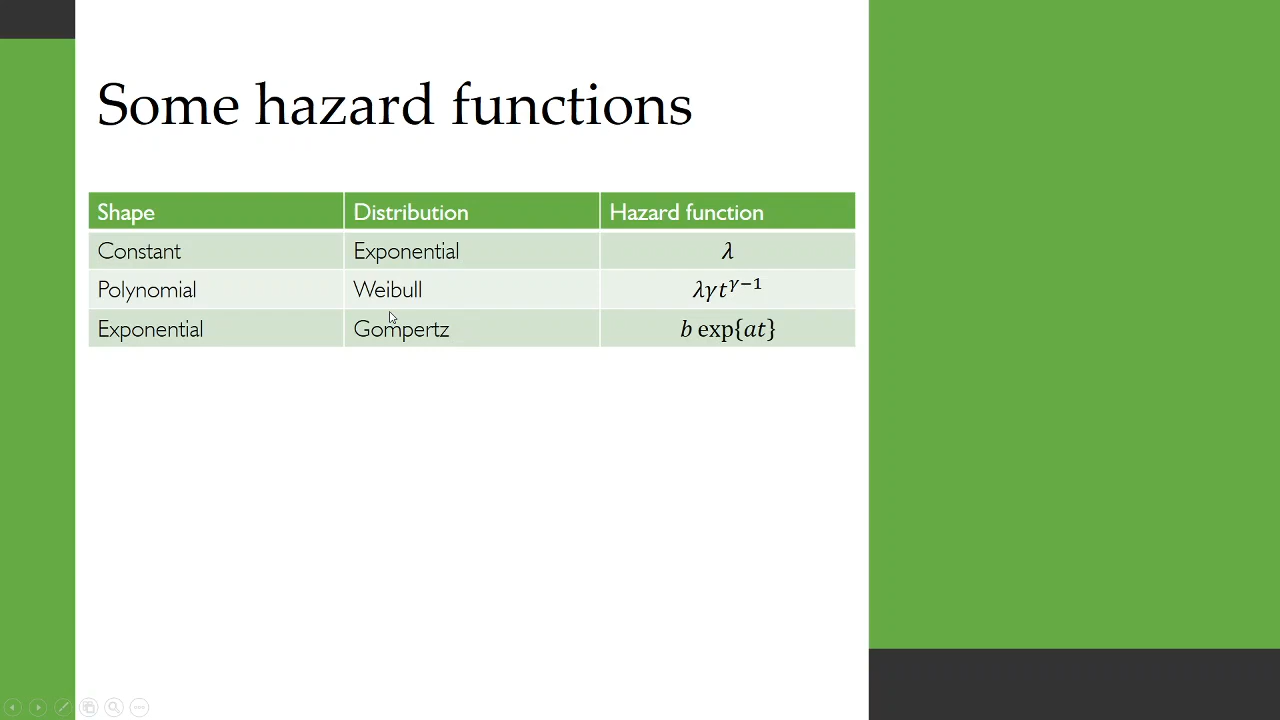 Some hazard functions
Shape Distribution Hazard function
Constant Exponential λ
Polynomial Weibull λγt^{γ−1}
Exponential Gompertz b exp{at}